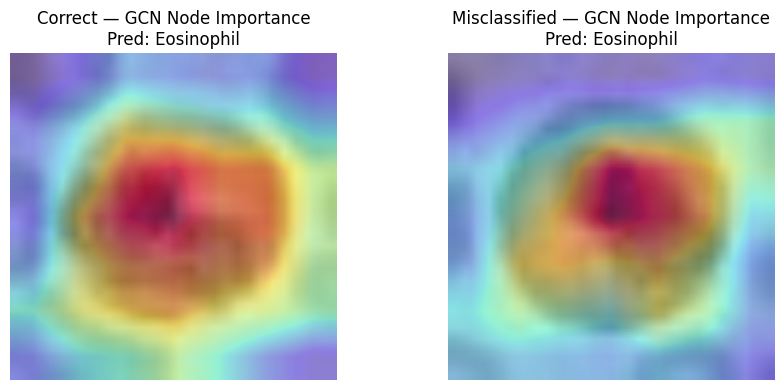 Correct — GCN Node Importance
Pred: Eosinophil
Misclassified — GCN Node Importance
Pred: Eosinophil